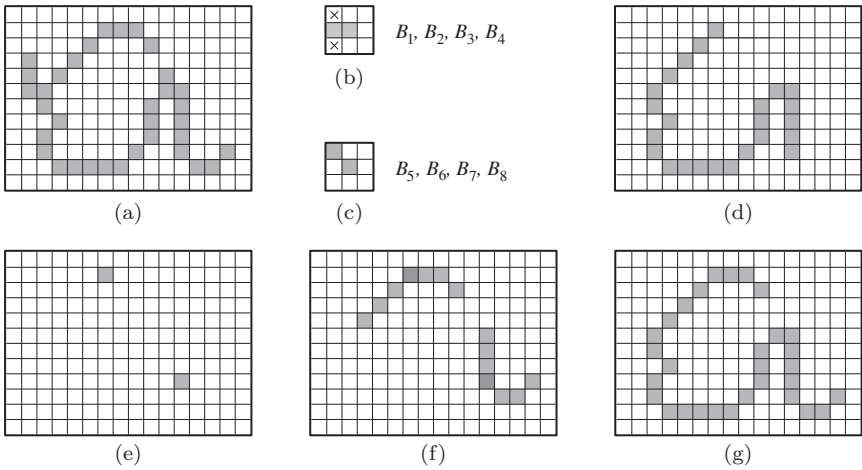 × B₁, B₂, B₃, B₄
×
(b)
B₅, B₆, B₇, B₈
(a) (c) (d)
(e) (f) (g)